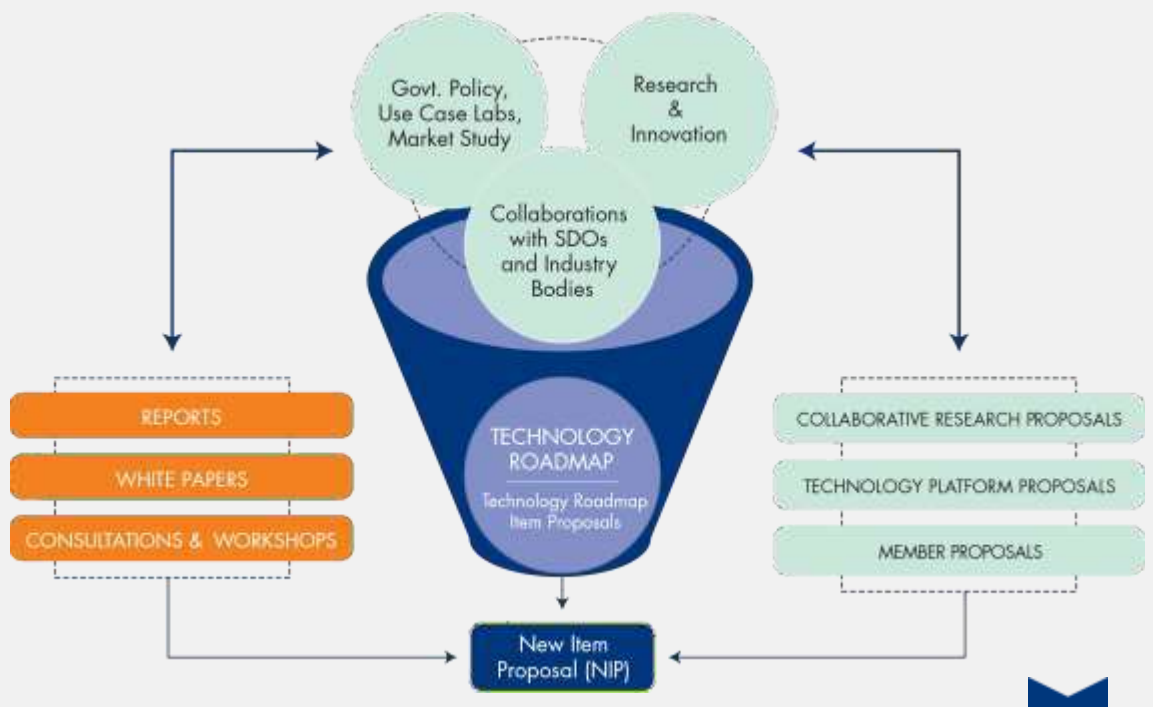 Govt. Policy,
Use Case Labs,
Market Study
Research
&
Innovation
Collaborations
with SDOs
and Industry
Bodies
REPORTS
WHITE PAPERS
CONSULTATIONS & WORKSHOPS
TECHNOLOGY
ROADMAP
Technology Roadmap
Item Proposals
COLLABORATIVE RESEARCH PROPOSALS
TECHNOLOGY PLATFORM PROPOSALS
MEMBER PROPOSALS
New Item
Proposal (NIP)